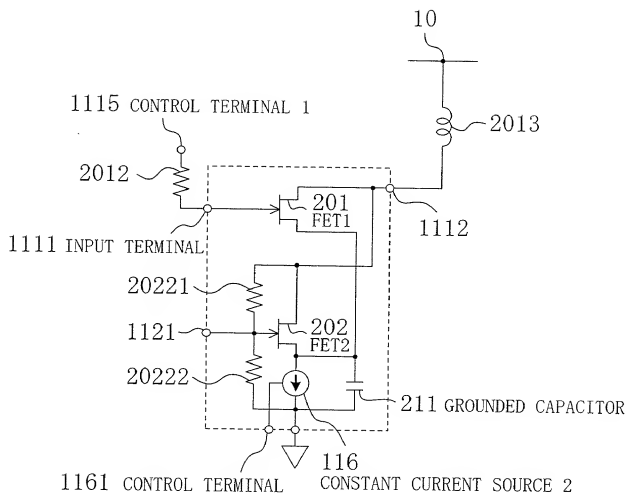 10
1115 CONTROL TERMINAL 1
2013
2012
201
FET1
1112
1111 INPUT TERMINAL
20221
1121
202
FET2
20222
211 GROUNDED CAPACITOR
116
1161 CONTROL TERMINAL
CONSTANT CURRENT SOURCE 2